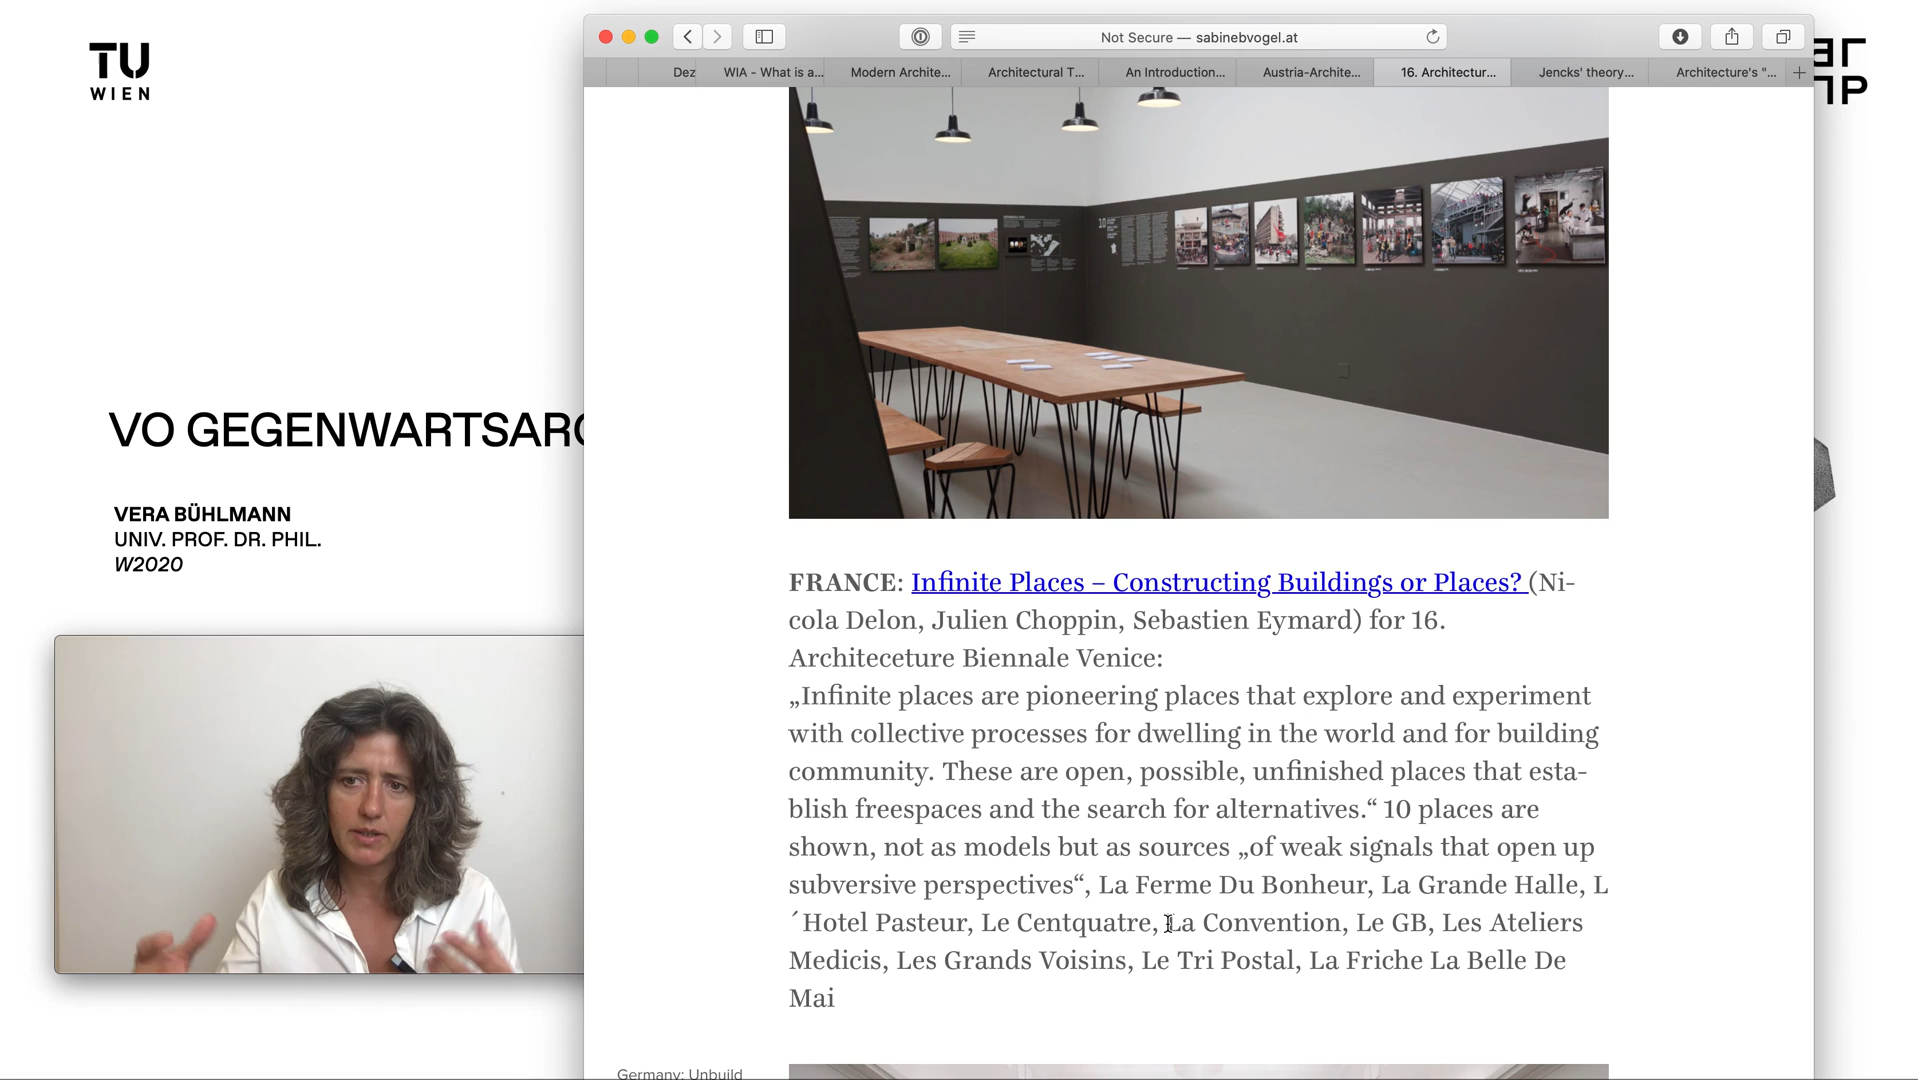 TU
WIEN
VO GEGENWARTSARC
VERA BÜHLMANN
UNIV. PROF. DR. PHIL.
W2020
Not Secure — sabinebvogel.at
Dez
WIA - What is a...
Modern Archite...
Architectural T...
An Introduction...
Austria-Archite...
16. Architectur...
Jencks' theory...
Architecture's "...
FRANCE: Infinite Places – Constructing Buildings or Places? (Ni-
cola Delon, Julien Choppin, Sebastien Eymard) for 16.
Architeceture Biennale Venice:
„Infinite places are pioneering places that explore and experiment
with collective processes for dwelling in the world and for building
community. These are open, possible, unfinished places that esta-
blish freespaces and the search for alternatives.“ 10 places are
shown, not as models but as sources „of weak signals that open up
subversive perspectives“, La Ferme Du Bonheur, La Grande Halle, L
´Hotel Pasteur, Le Centquatre, La Convention, Le GB, Les Ateliers
Medicis, Les Grands Voisins, Le Tri Postal, La Friche La Belle De
Mai
Germany: Unbuild